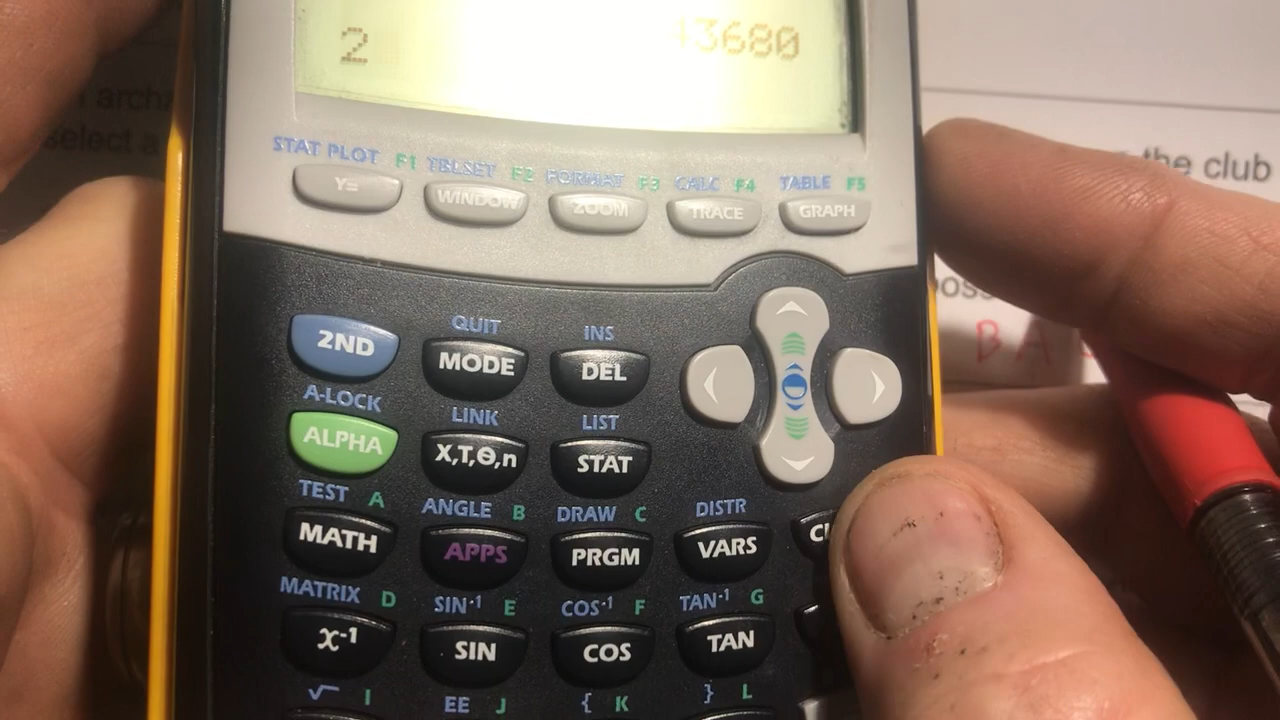 2 43680
select a
the club
STAT PLOT F1 TBLSET F2 FORMAT F3 CALC F4 TABLE F5
Y= WINDOW ZOOM TRACE GRAPH
QUIT INS
2ND MODE DEL
A-LOCK LINK LIST
ALPHA X,T,Θ,n STAT
TEST A ANGLE B DRAW C DISTR
MATH APPS PRGM VARS
MATRIX D SIN-1 E COS-1 F TAN-1 G
X-1 SIN COS TAN
√ I EE J { K } L